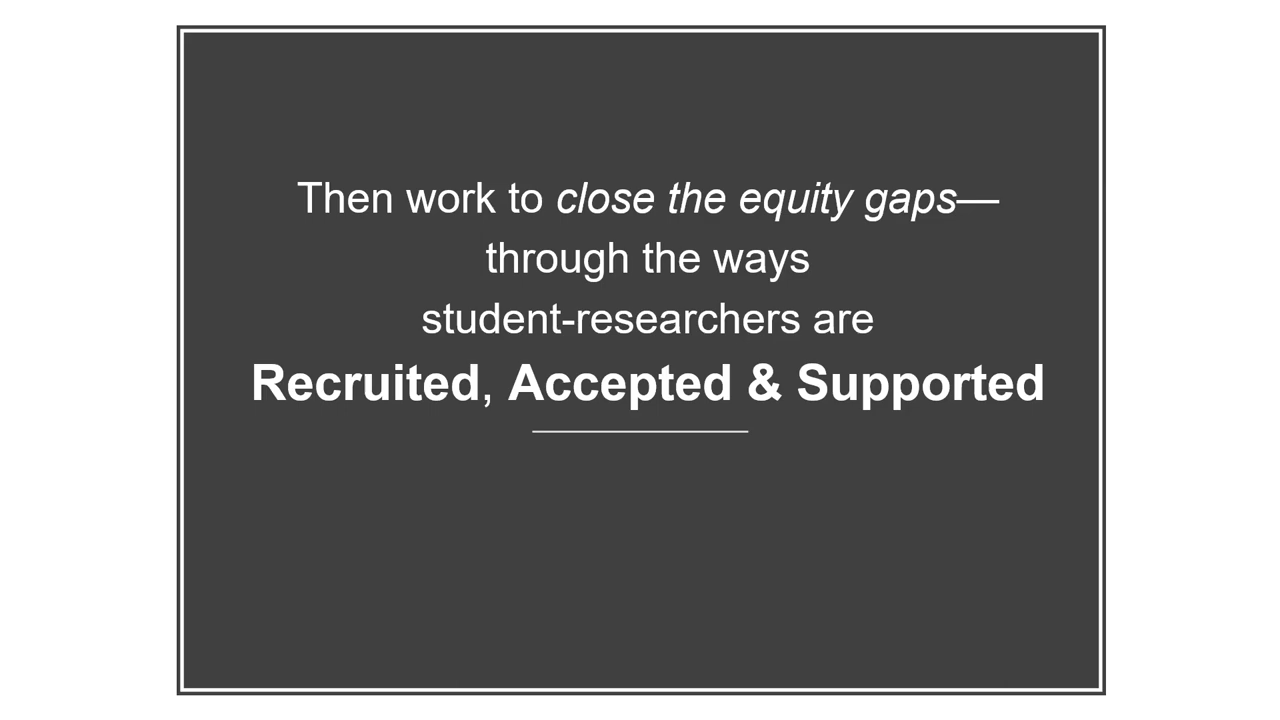 Then work to close the equity gaps—
through the ways
student-researchers are
Recruited, Accepted & Supported